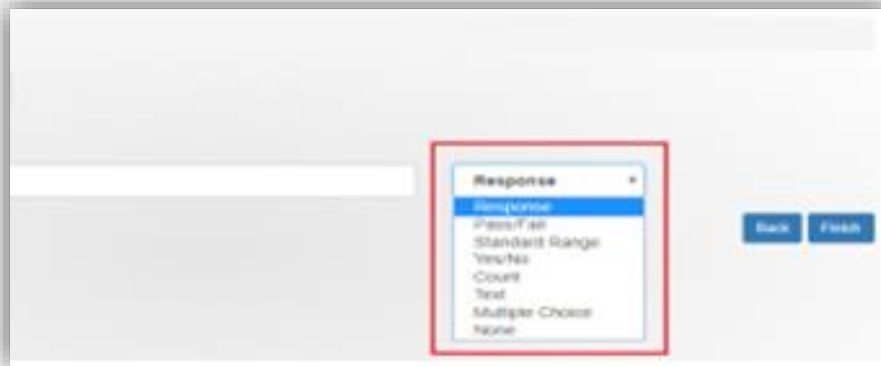 Response
Response
Pass/Fail
Standard Range
Yes/No
Count
Text
Multiple Choice
None
Back Finish